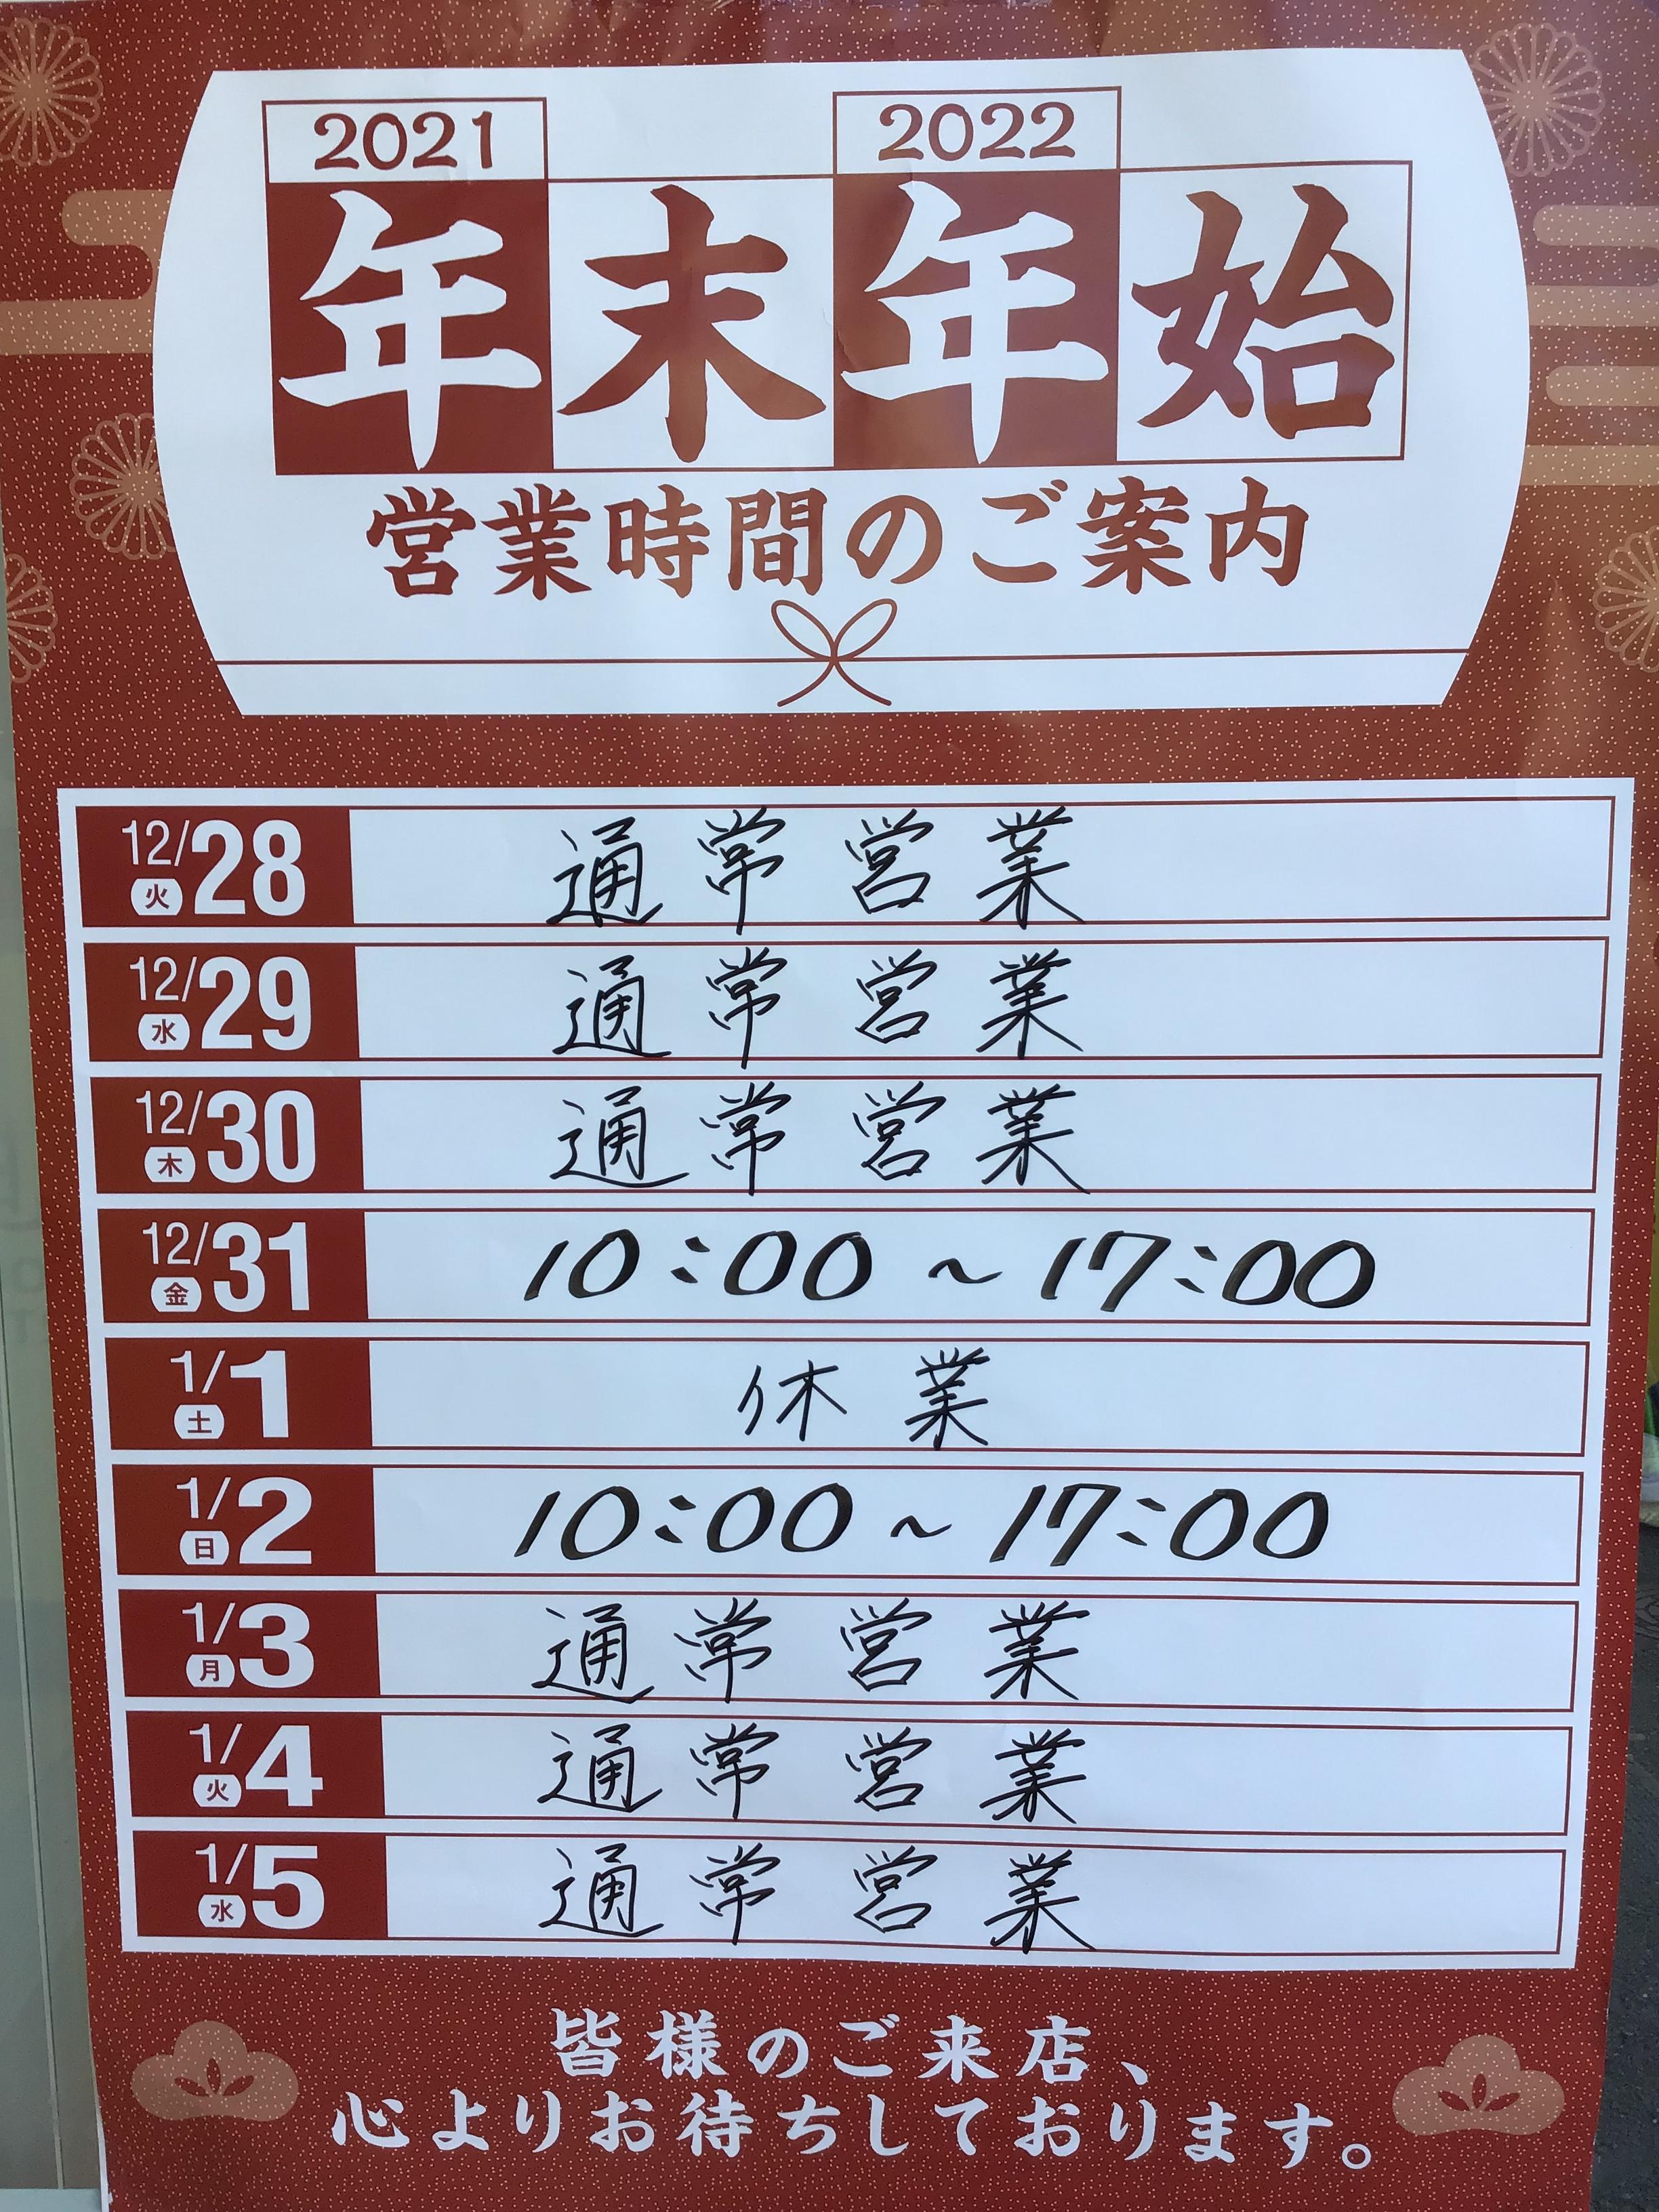 2021 2022
年末年始
営業時間のご案内
12/28 火 通常営業
12/29 水 通常営業
12/30 木 通常営業
12/31 金 10:00~17:00
1/1 土 休業
1/2 日 10:00~17:00
1/3 月 通常営業
1/4 火 通常営業
1/5 水 通常営業
皆様のご来店、
心よりお待ちしております。